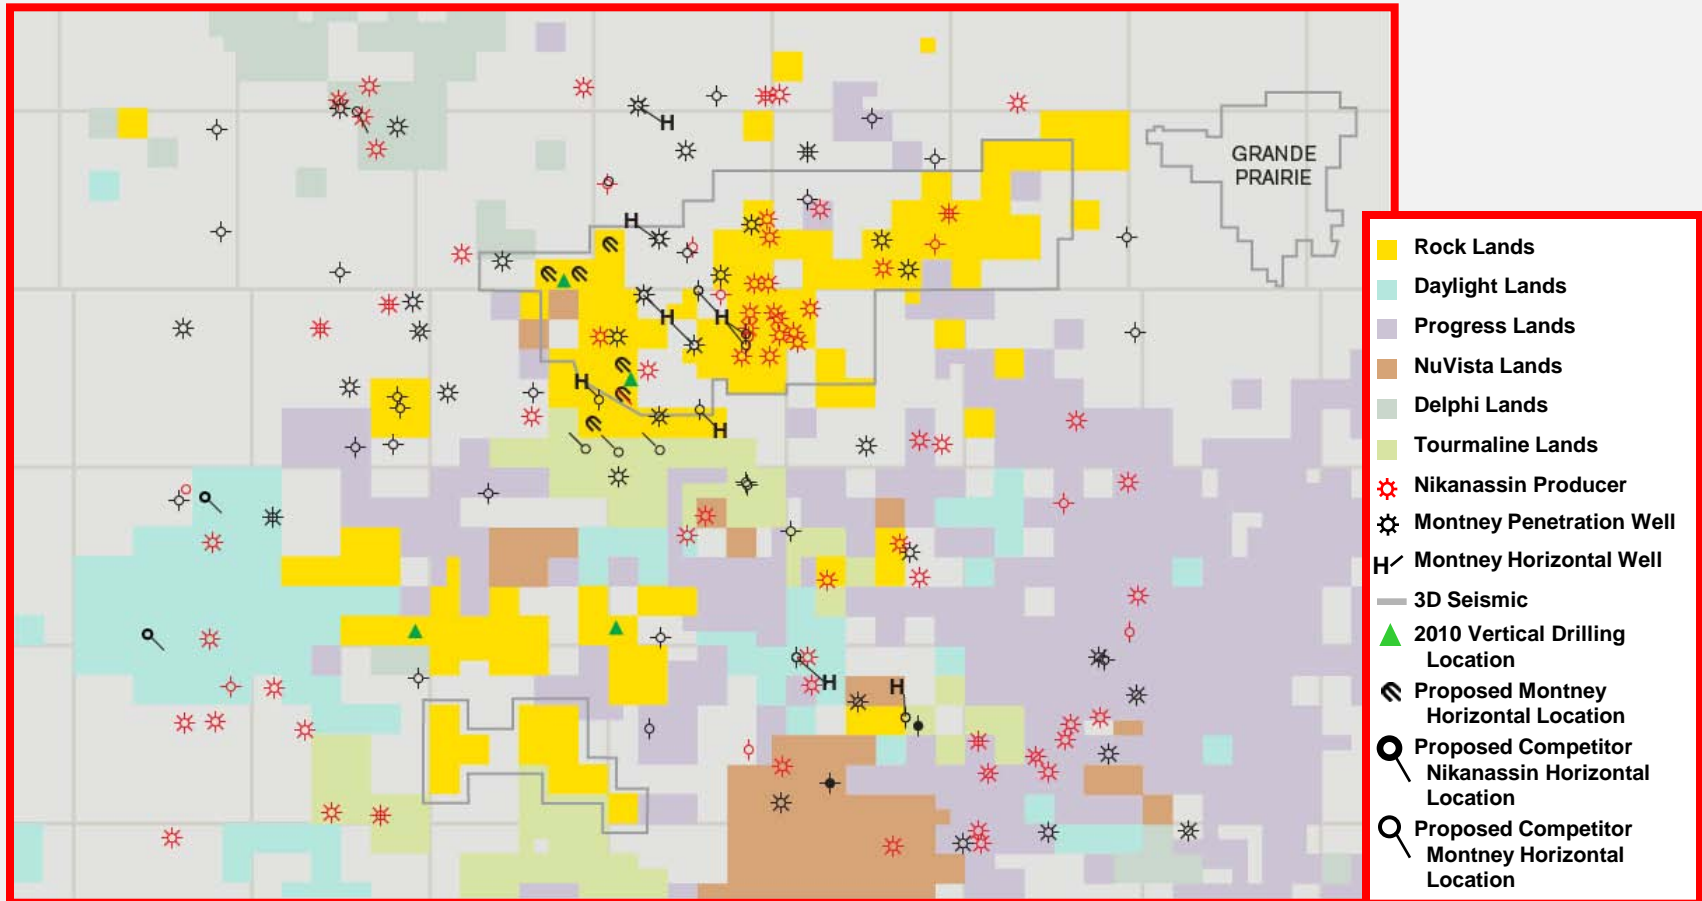 GRANDE
PRAIRIE
H
H
H
H
H
H
H
H
Rock Lands
Daylight Lands
Progress Lands
NuVista Lands
Delphi Lands
Tourmaline Lands
Nikanassin Producer
Montney Penetration Well
H Montney Horizontal Well
3D Seismic
2010 Vertical Drilling
Location
Proposed Montney
Horizontal Location
Proposed Competitor
Nikanassin Horizontal
Location
Proposed Competitor
Montney Horizontal
Location